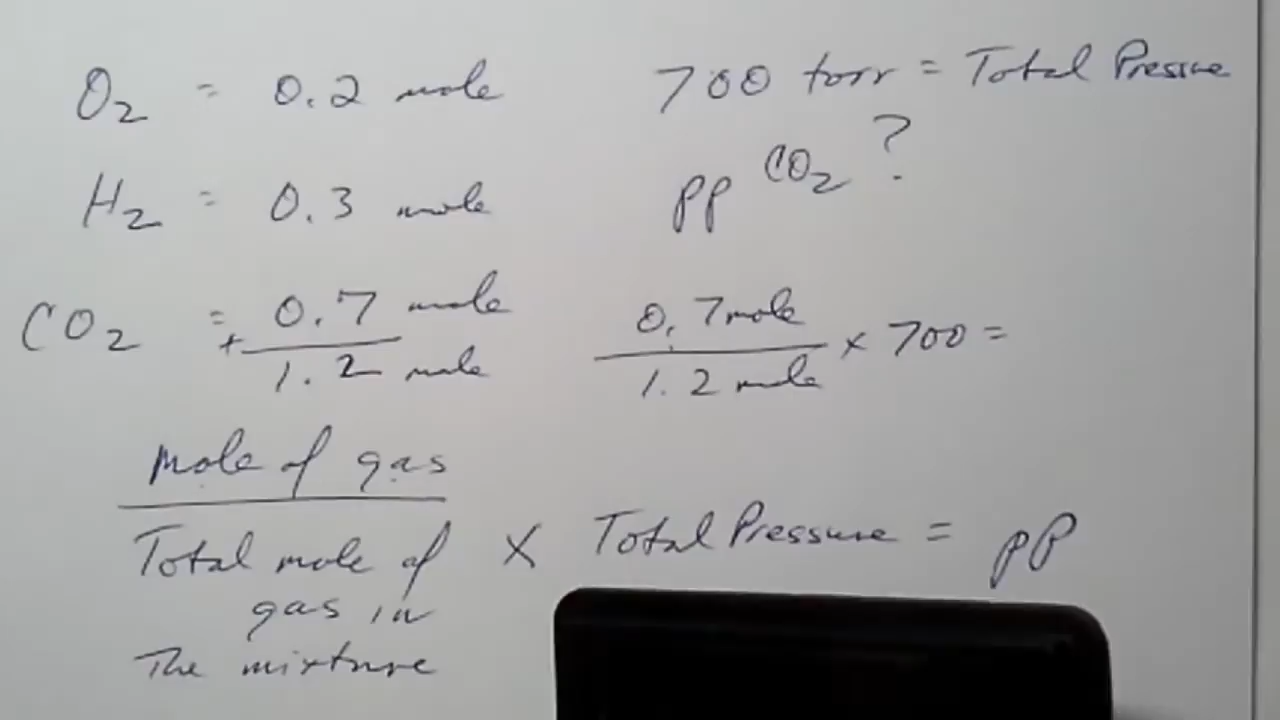 O2 = 0.2 mole
H2 = 0.3 mole
CO2 = 0.7 mole
+ 1.2 mole
700 torr = Total Pressure
pp CO2 ?
0.7 mole
1.2 mole x 700 =
mole of gas
Total mole of
gas in
The mixture
X Total Pressure = pP